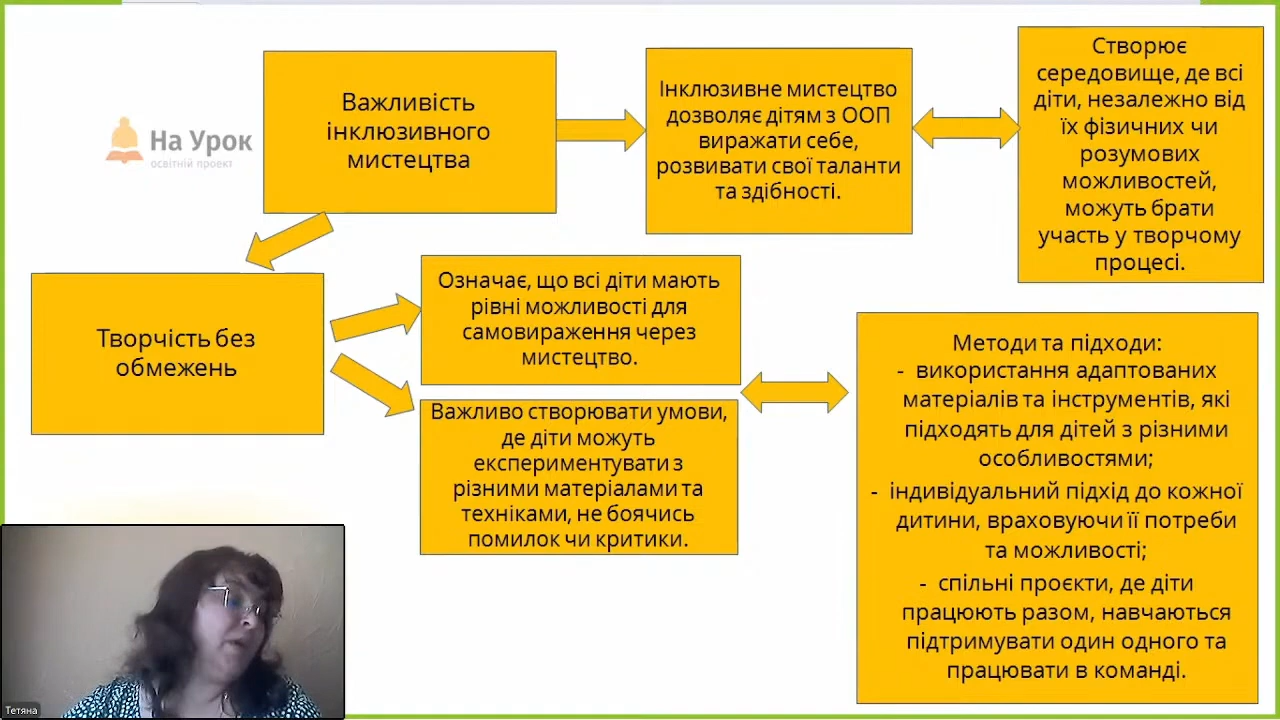 На Урок
освітній проект
Важливість
інклюзивного
мистецтва
Інклюзивне мистецтво
дозволяє дітям з ООП
виражати себе,
розвивати свої таланти
та здібності.
Створює
середовище, де всі
діти, незалежно від
їх фізичних чи
розумових
можливостей,
можуть брати
участь у творчому
процесі.
Творчість без
обмежень
Означає, що всі діти мають
рівні можливості для
самовираження через
мистецтво.
Важливо створювати умови,
де діти можуть
експериментувати з
різними матеріалами та
техніками, не боячись
помилок чи критики.
Методи та підходи:
- використання адаптованих
матеріалів та інструментів, які
підходять для дітей з різними
особливостями;
- індивідуальний підхід до кожної
дитини, враховуючи її потреби
та можливості;
- спільні проєкти, де діти
працюють разом, навчаються
підтримувати один одного та
працювати в команді.
Тетяна